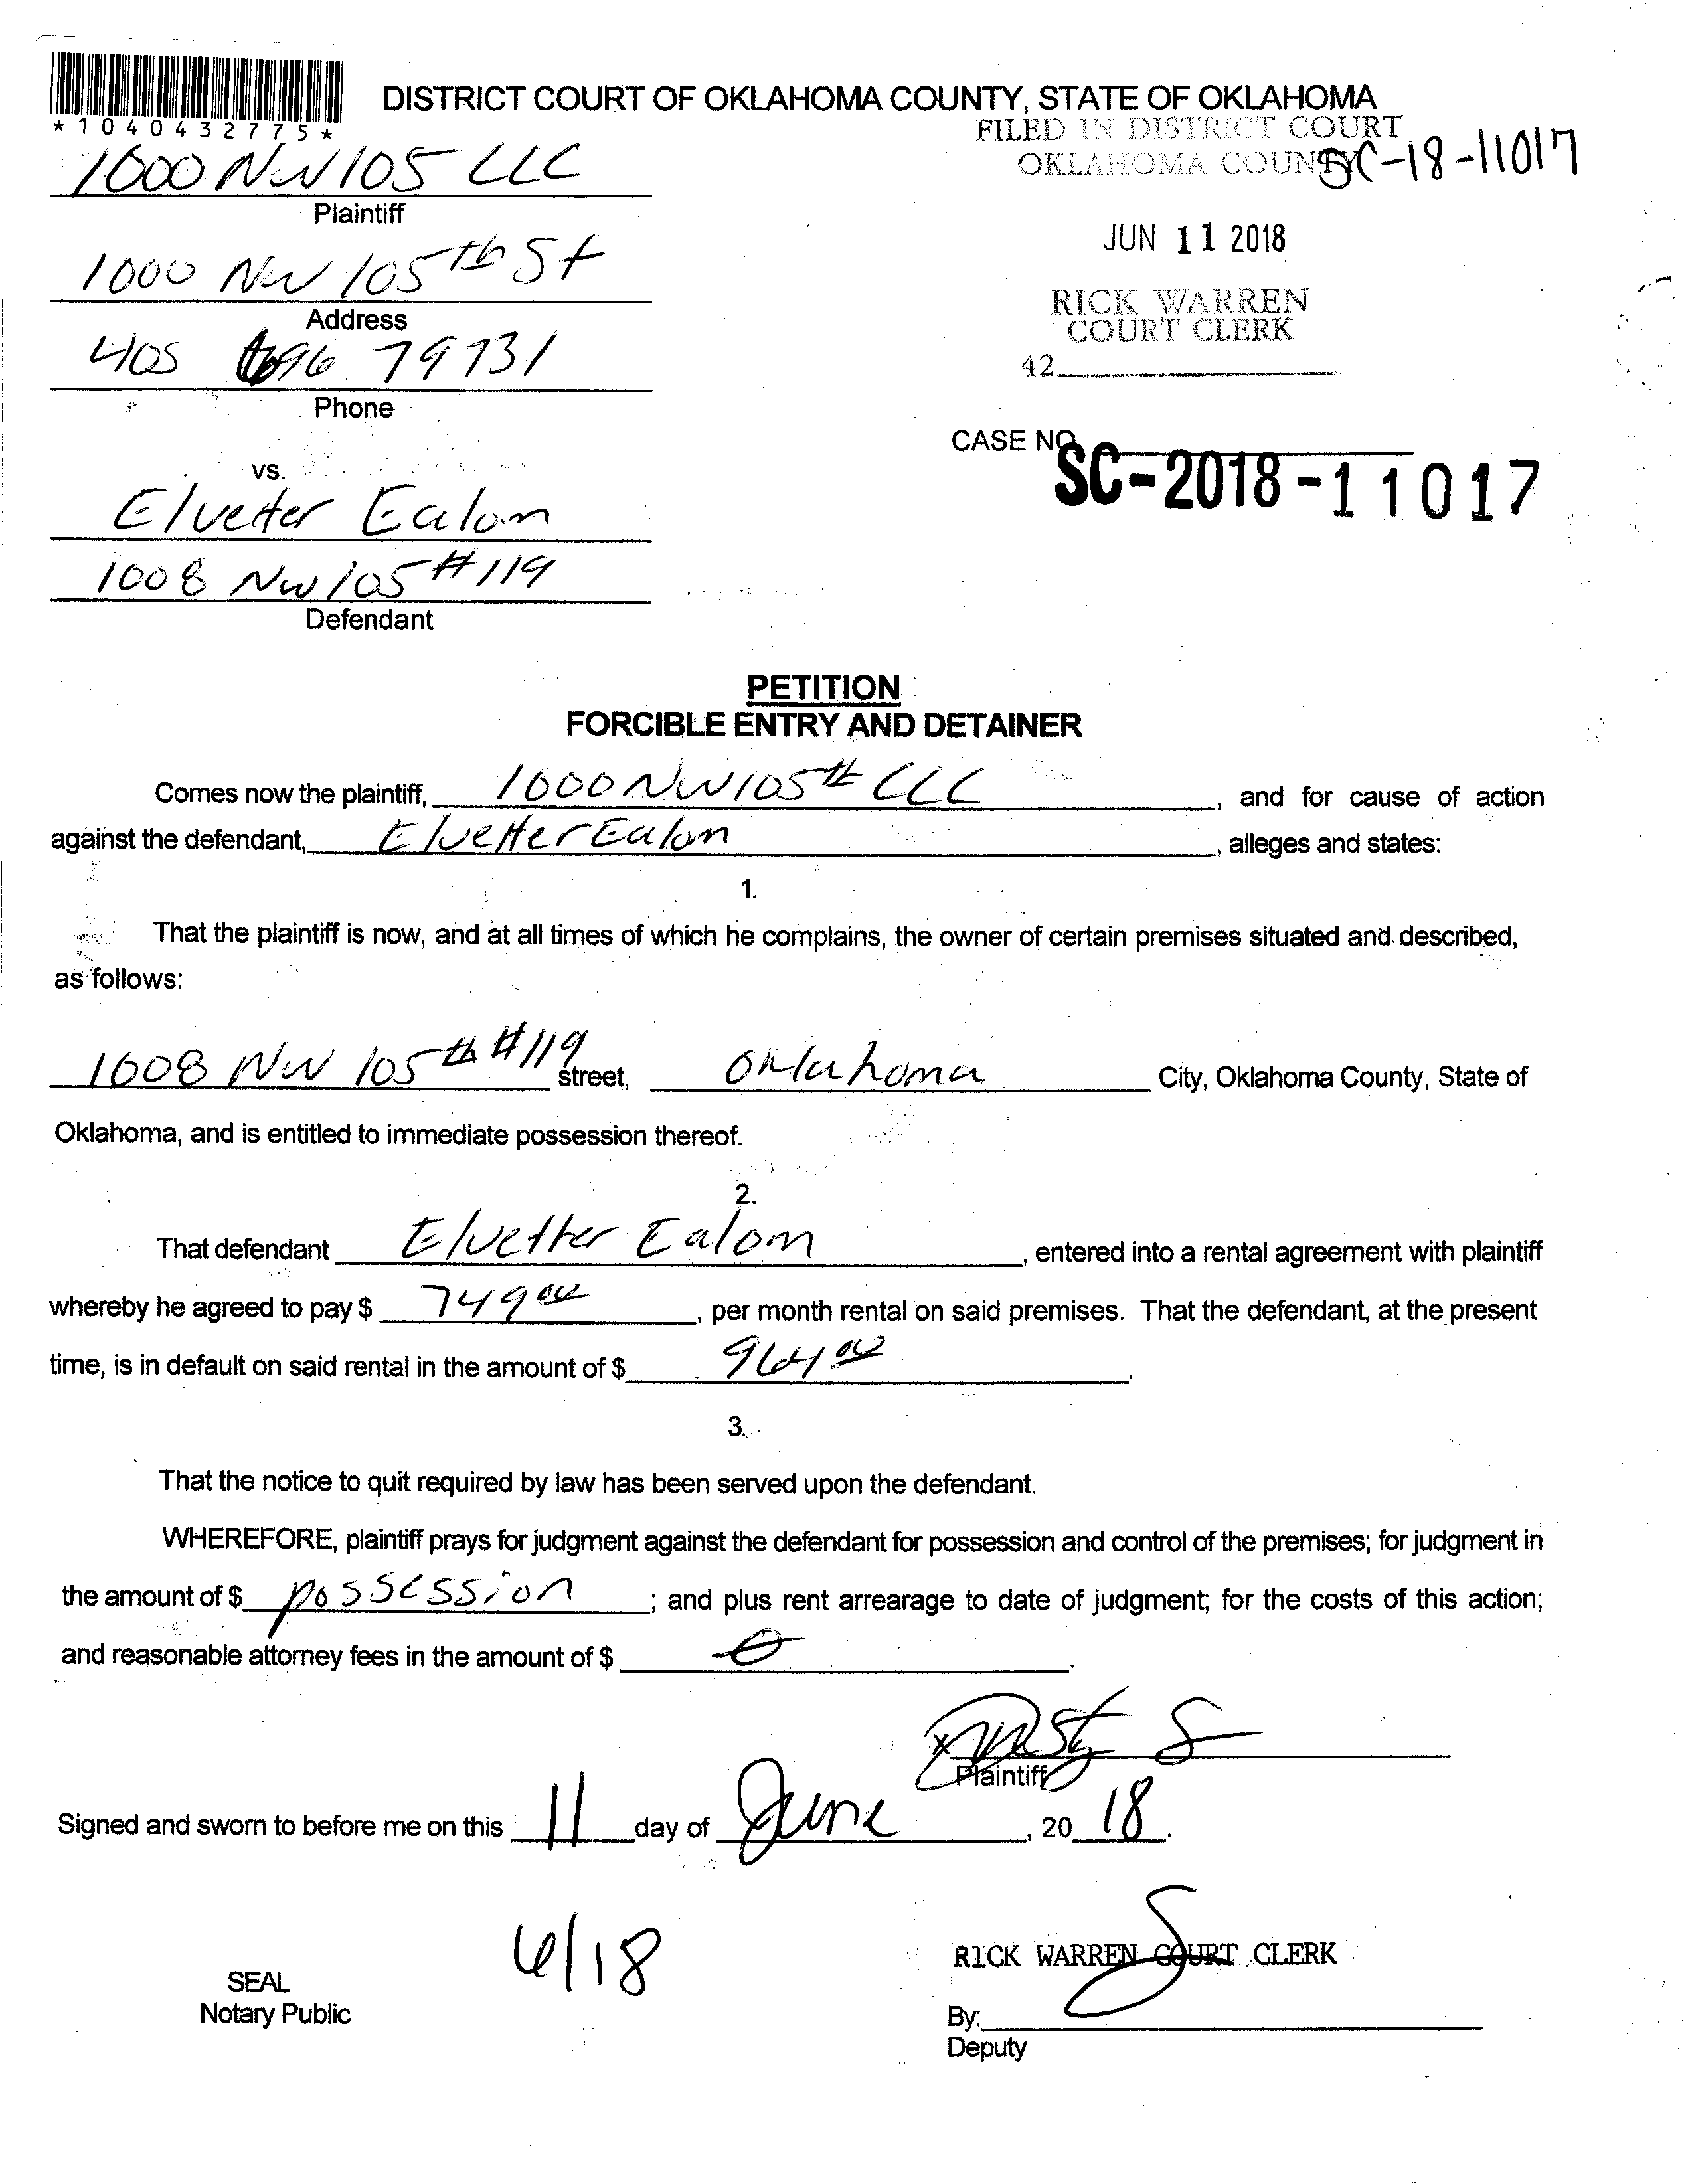 DISTRICT COURT OF OKLAHOMA COUNTY, STATE OF OKLAHOMA
*1040432775*
FILED IN DISTRICT COURT
OKLAHOMA COUNTY
SC-18-11017
1000 NW 105 LLC
Plaintiff
JUN 11 2018
1000 NW 105th St
Address
RICK WARREN
COURT CLERK
42
405 696 7973
Phone
CASE NO.
SC-2018-11017
vs.
Elvetter Ealom
1008 NW 105 #119
Defendant
PETITION
FORCIBLE ENTRY AND DETAINER
Comes now the plaintiff, 1000 NW 105th LLC, and for cause of action
against the defendant, Elvetter Ealom, alleges and states:
1.
That the plaintiff is now, and at all times of which he complains, the owner of certain premises situated and described,
as follows:
1008 NW 105th #119 street, Oklahoma City, Oklahoma County, State of
Oklahoma, and is entitled to immediate possession thereof.
2.
That defendant Elvetter Ealom, entered into a rental agreement with plaintiff
whereby he agreed to pay $ 749 00, per month rental on said premises. That the defendant, at the present
time, is in default on said rental in the amount of $ 964 00.
3.
That the notice to quit required by law has been served upon the defendant.
WHEREFORE, plaintiff prays for judgment against the defendant for possession and control of the premises; for judgment in
the amount of $ possession; and plus rent arrearage to date of judgment; for the costs of this action;
and reasonable attorney fees in the amount of $ 0.
Plaintiff
Signed and sworn to before me on this 11 day of June, 20 18.
6/18
RICK WARREN COURT CLERK
SEAL
Notary Public
By:
Deputy